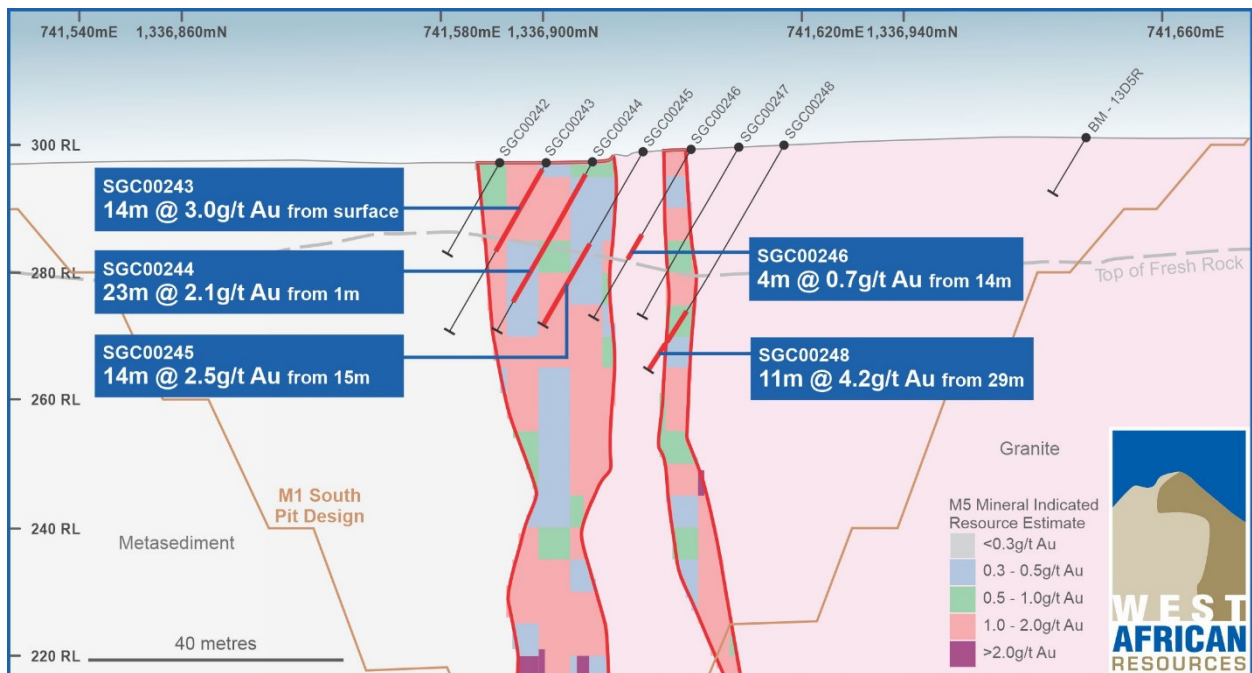 741,540mE
1,336,860mN
741,580mE
1,336,900mN
741,620mE
1,336,940mN
741,660mE
SGC00242
SGC00243
SGC00244
SGC00245
SGC00246
SGC00247
SGC00248
BM - 13D5R
300 RL
280 RL
260 RL
240 RL
220 RL
SGC00243
14m @ 3.0g/t Au from surface
SGC00244
23m @ 2.1g/t Au from 1m
SGC00245
14m @ 2.5g/t Au from 15m
SGC00246
4m @ 0.7g/t Au from 14m
SGC00248
11m @ 4.2g/t Au from 29m
Top of Fresh Rock
M1 South
Pit Design
Metasediment
40 metres
Granite
M5 Mineral Indicated
Resource Estimate
<0.3g/t Au
0.3 - 0.5g/t Au
0.5 - 1.0g/t Au
1.0 - 2.0g/t Au
>2.0g/t Au
WEST
AFRICAN
RESOURCES